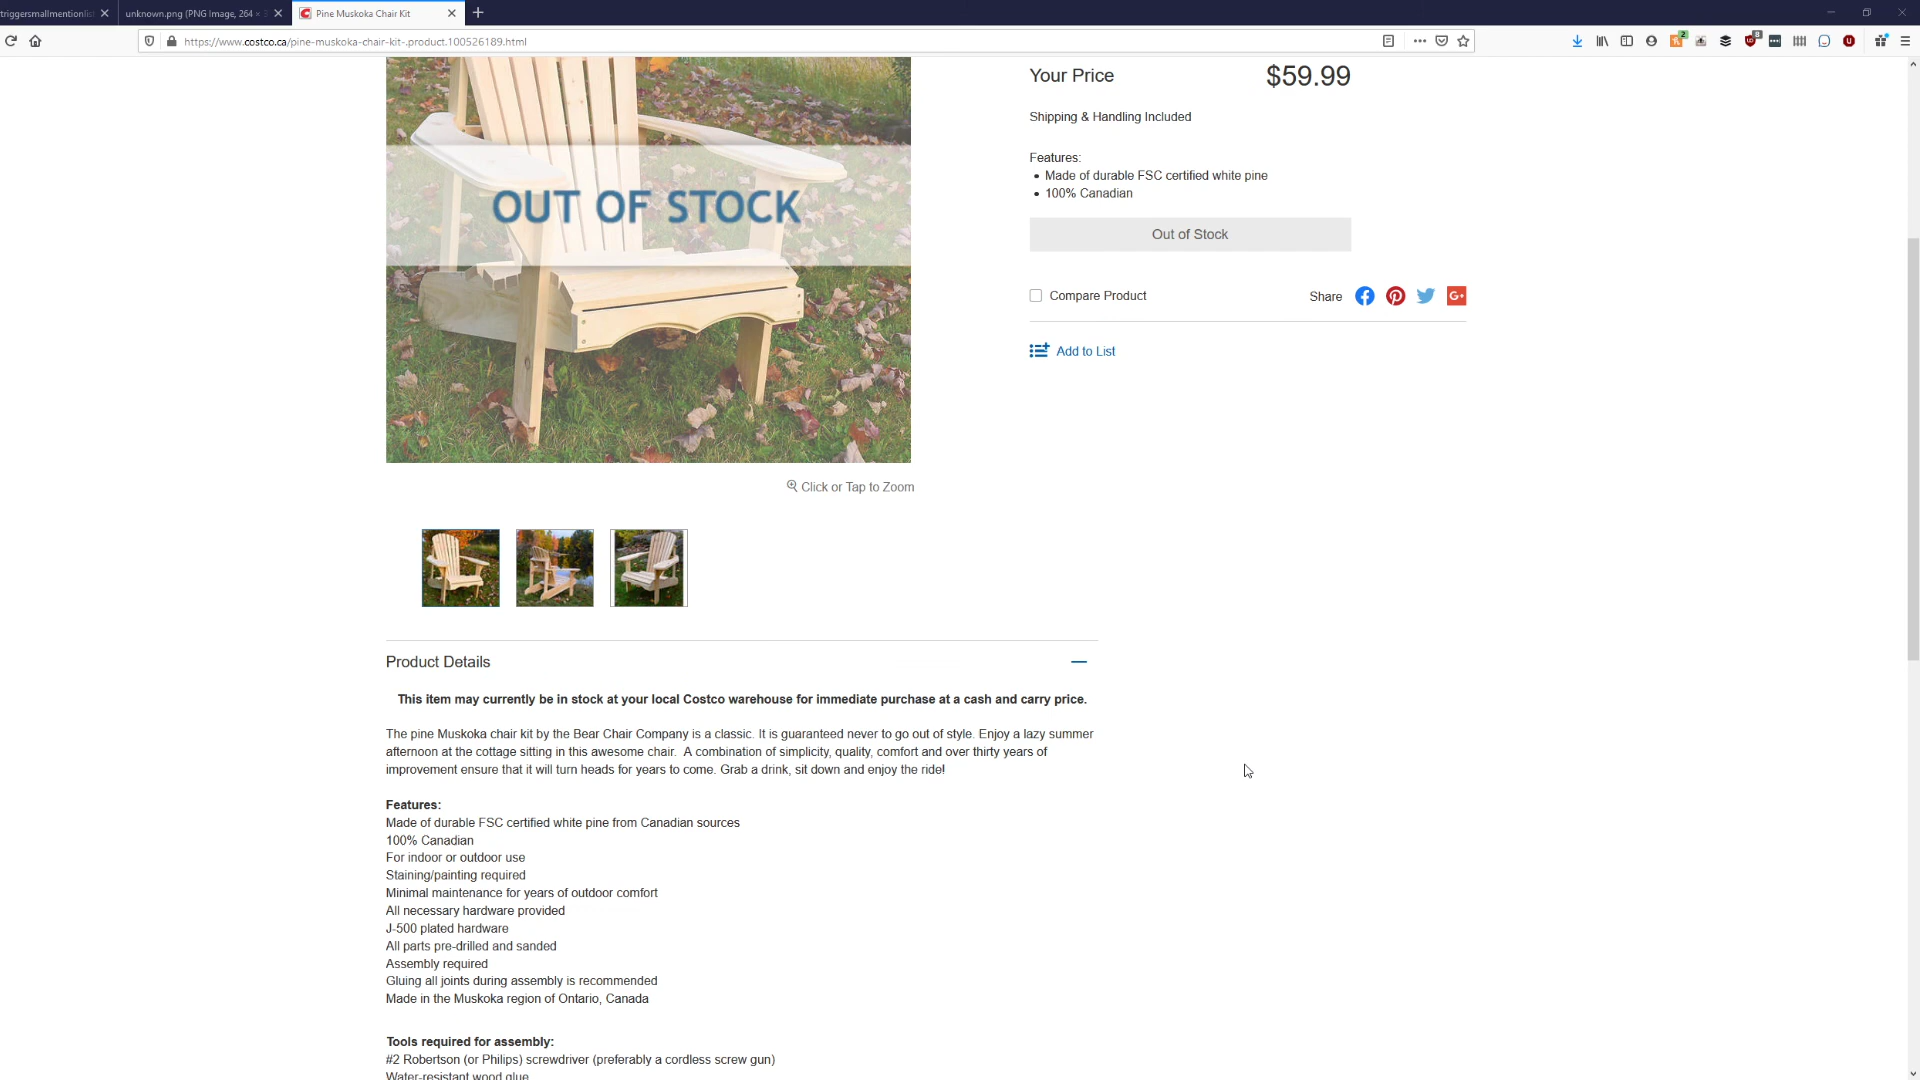 triggersmallmentionlis
unknown.png (PNG Image, 264 ×
Pine Muskoka Chair Kit
https://www.costco.ca/pine-muskoka-chair-kit-.product.100526189.html
2
8
Your Price
$59.99
Shipping & Handling Included
Features:
• Made of durable FSC certified white pine
• 100% Canadian
OUT OF STOCK
Out of Stock
Compare Product
Share
G+
Add to List
Click or Tap to Zoom
Product Details
This item may currently be in stock at your local Costco warehouse for immediate purchase at a cash and carry price.
The pine Muskoka chair kit by the Bear Chair Company is a classic. It is guaranteed never to go out of style. Enjoy a lazy summer
afternoon at the cottage sitting in this awesome chair. A combination of simplicity, quality, comfort and over thirty years of
improvement ensure that it will turn heads for years to come. Grab a drink, sit down and enjoy the ride!
Features:
Made of durable FSC certified white pine from Canadian sources
100% Canadian
For indoor or outdoor use
Staining/painting required
Minimal maintenance for years of outdoor comfort
All necessary hardware provided
J-500 plated hardware
All parts pre-drilled and sanded
Assembly required
Gluing all joints during assembly is recommended
Made in the Muskoka region of Ontario, Canada
Tools required for assembly:
#2 Robertson (or Philips) screwdriver (preferably a cordless screw gun)
Water-resistant wood glue